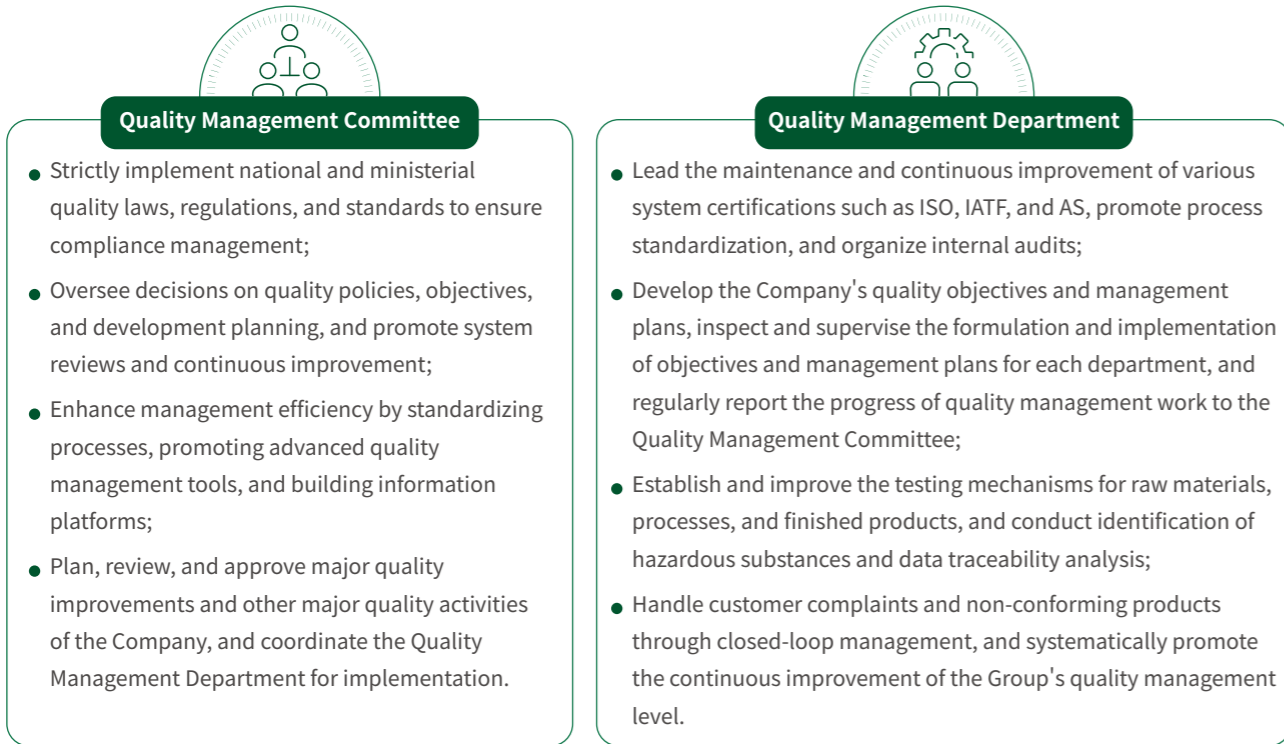 Quality Management Committee
Strictly implement national and ministerial
quality laws, regulations, and standards to ensure
compliance management;
Oversee decisions on quality policies, objectives,
and development planning, and promote system
reviews and continuous improvement;
Enhance management efficiency by standardizing
processes, promoting advanced quality
management tools, and building information
platforms;
Plan, review, and approve major quality
improvements and other major quality activities
of the Company, and coordinate the Quality
Management Department for implementation.
Quality Management Department
Lead the maintenance and continuous improvement of various
system certifications such as ISO, IATF, and AS, promote process
standardization, and organize internal audits;
Develop the Company's quality objectives and management
plans, inspect and supervise the formulation and implementation
of objectives and management plans for each department, and
regularly report the progress of quality management work to the
Quality Management Committee;
Establish and improve the testing mechanisms for raw materials,
processes, and finished products, and conduct identification of
hazardous substances and data traceability analysis;
Handle customer complaints and non-conforming products
through closed-loop management, and systematically promote
the continuous improvement of the Group's quality management
level.